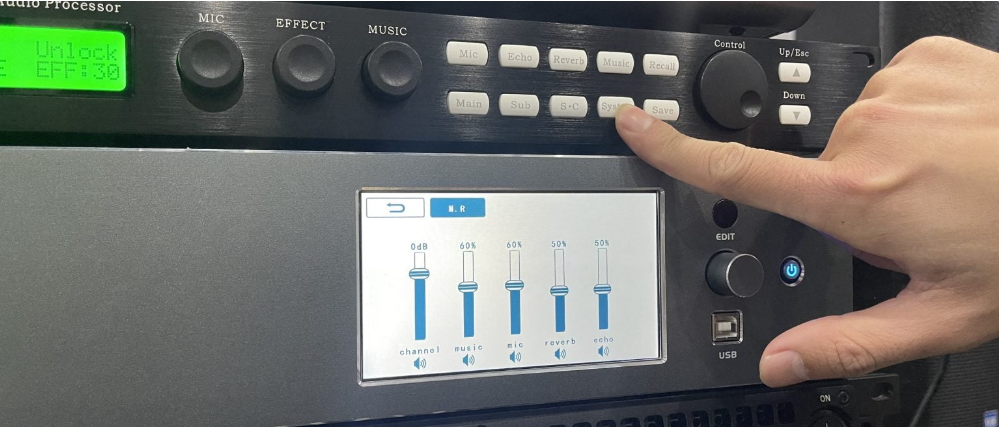 Audio Processor
Unlock
E EFF:30
MIC
EFFECT
MUSIC
Mic Echo Reverb Music Recall
Main Sub S•C Save
Control
Up/Esc
Down
M.R
0dB 60% 60% 50% 50%
channel music mic reverb echo
EDIT
USB
ON